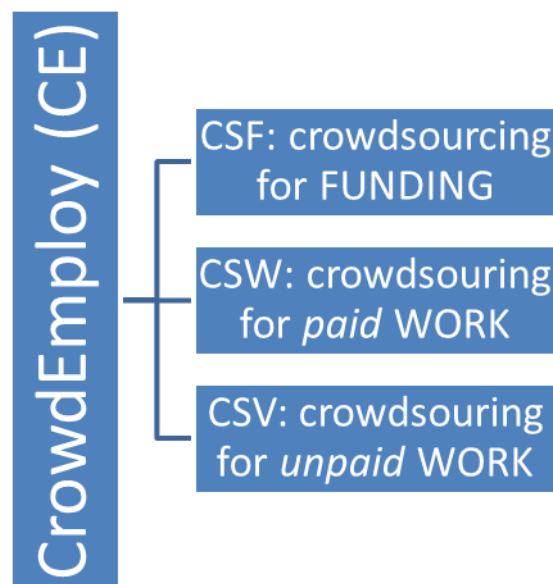 CrowdEmploy (CE)
CSF: crowdsourcing
for FUNDING
CSW: crowdsouring
for paid WORK
CSV: crowdsouring
for unpaid WORK